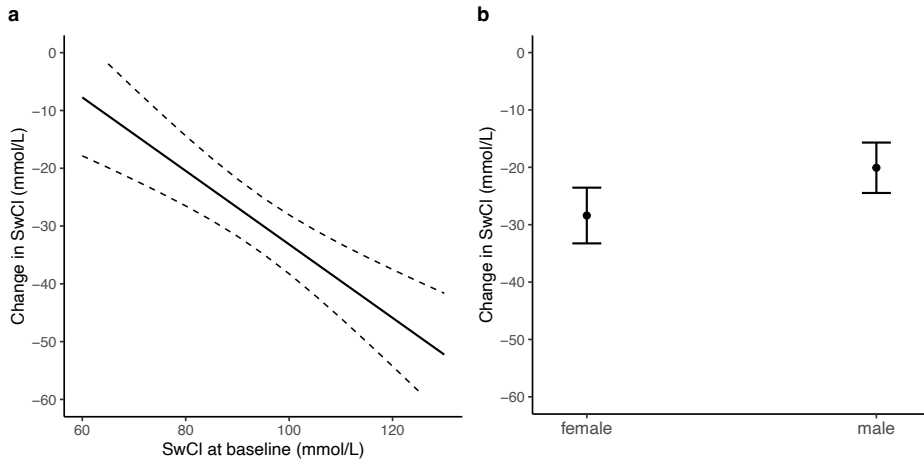 a
0
−10
−20
−30
−40
−50
−60
Change in SwCl (mmol/L)
60 80 100 120
SwCl at baseline (mmol/L)
b
0
−10
−20
−30
−40
−50
−60
Change in SwCl (mmol/L)
female male